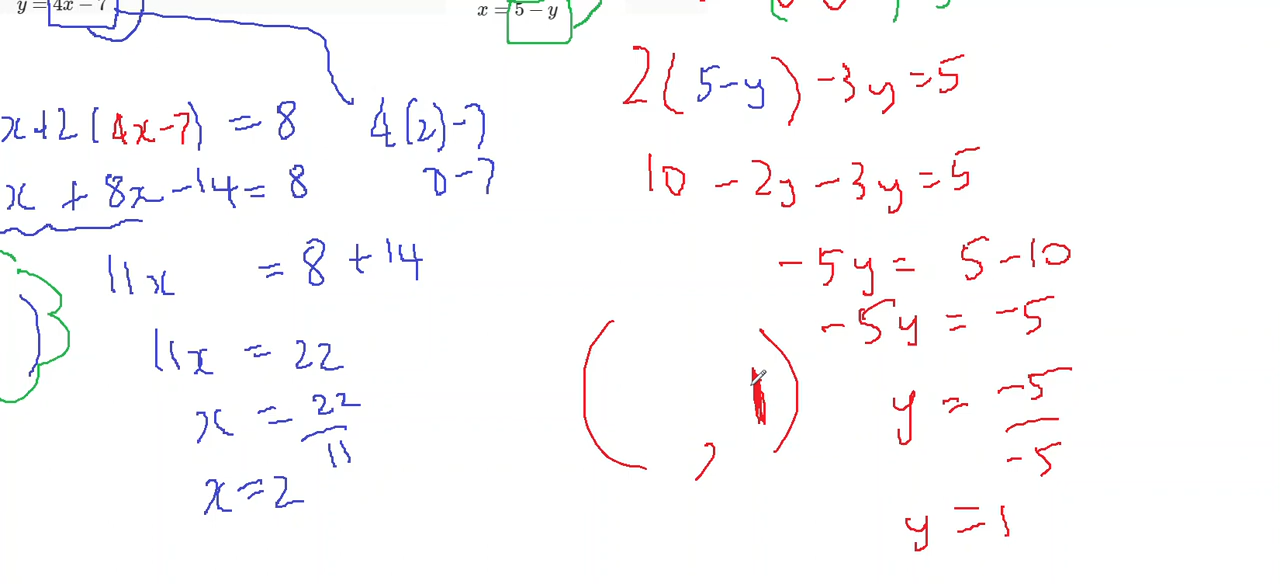 y = 4x − 7
x+2(4x-7) = 8
4(2)-7
x + 8x -14 = 8
11x = 8 + 14
11x = 22
x = 22/11
x = 2
x = 5 − y
2(5-y) -3y = 5
10 - 2y - 3y = 5
-5y = 5-10
-5y = -5
( , 1)
y = -5/-5
y = 1